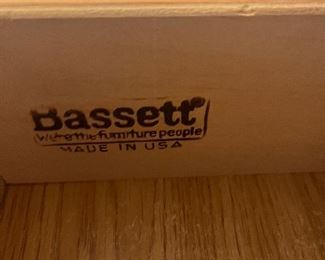 Bassett
We're the furniture people
MADE IN USA